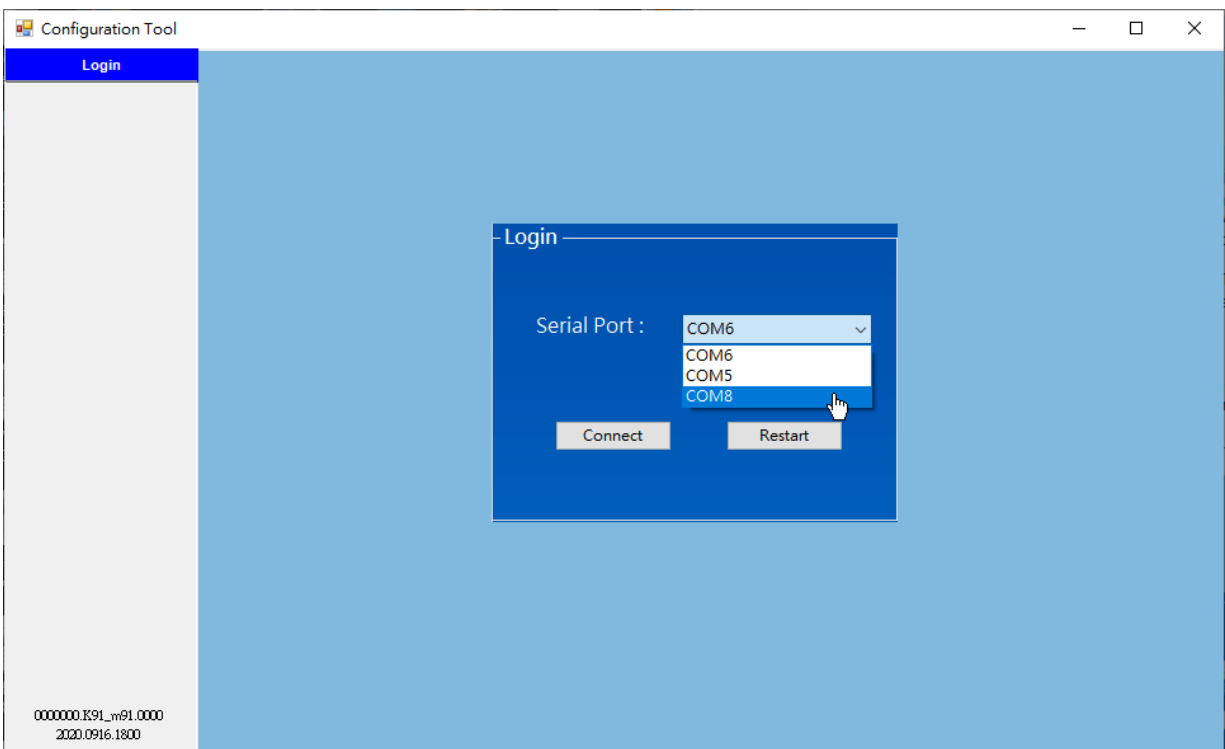 Configuration Tool
Login
Login
Serial Port :
COM6
COM6
COM5
COM8
Connect
Restart
0000000.K91_m91.0000
2020.0916.1800